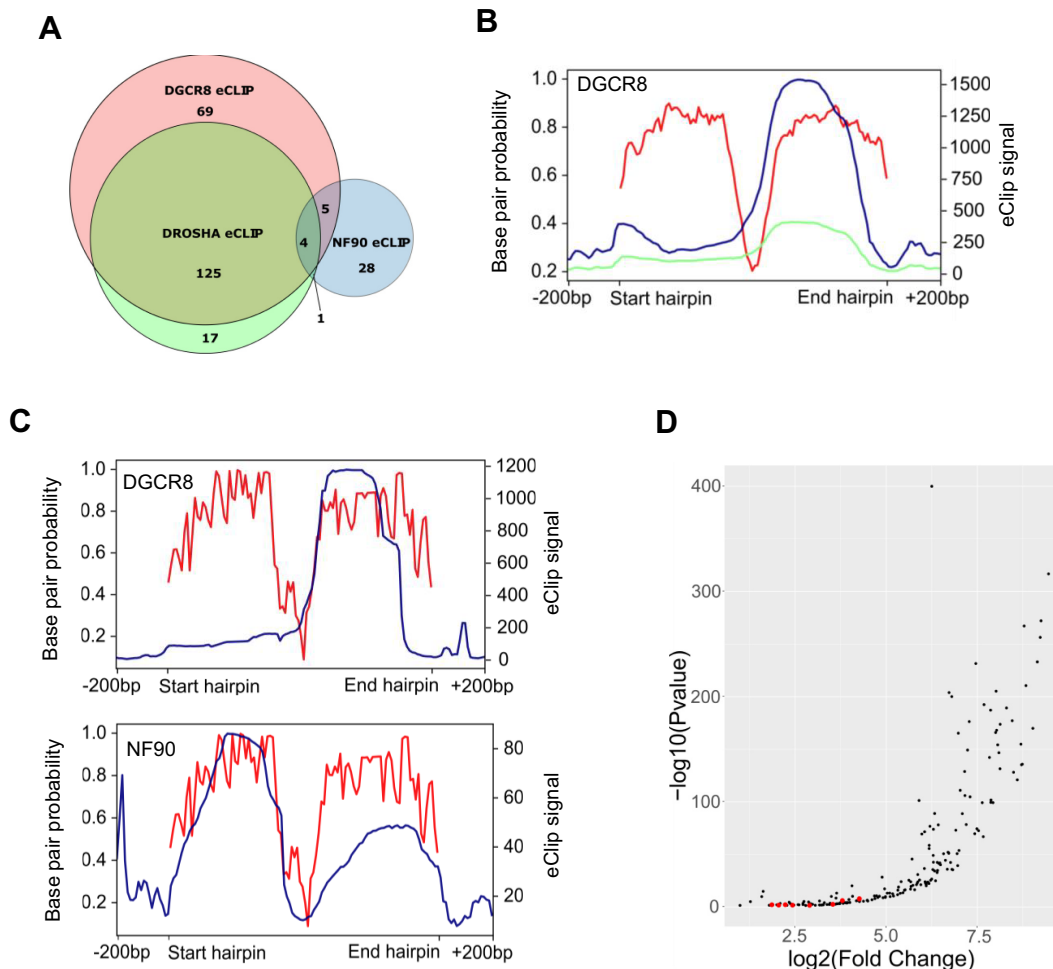 A
DGCR8 eCLIP
69
DROSHA eCLIP
125
5
4
NF90 eCLIP
28
1
17
B
DGCR8
1.0
0.8
0.6
0.4
0.2
Base pair probability
1500
1250
1000
750
500
250
0
eClip signal
-200bp Start hairpin End hairpin +200bp
C
DGCR8
1.0
0.8
0.6
0.4
0.2
Base pair probability
1200
1000
800
600
400
200
0
eClip signal
-200bp Start hairpin End hairpin +200bp
NF90
1.0
0.8
0.6
0.4
0.2
Base pair probability
80
60
40
20
eClip signal
-200bp Start hairpin End hairpin +200bp
D
400
300
200
100
0
−log10(Pvalue)
2.5 5.0 7.5
log2(Fold Change)